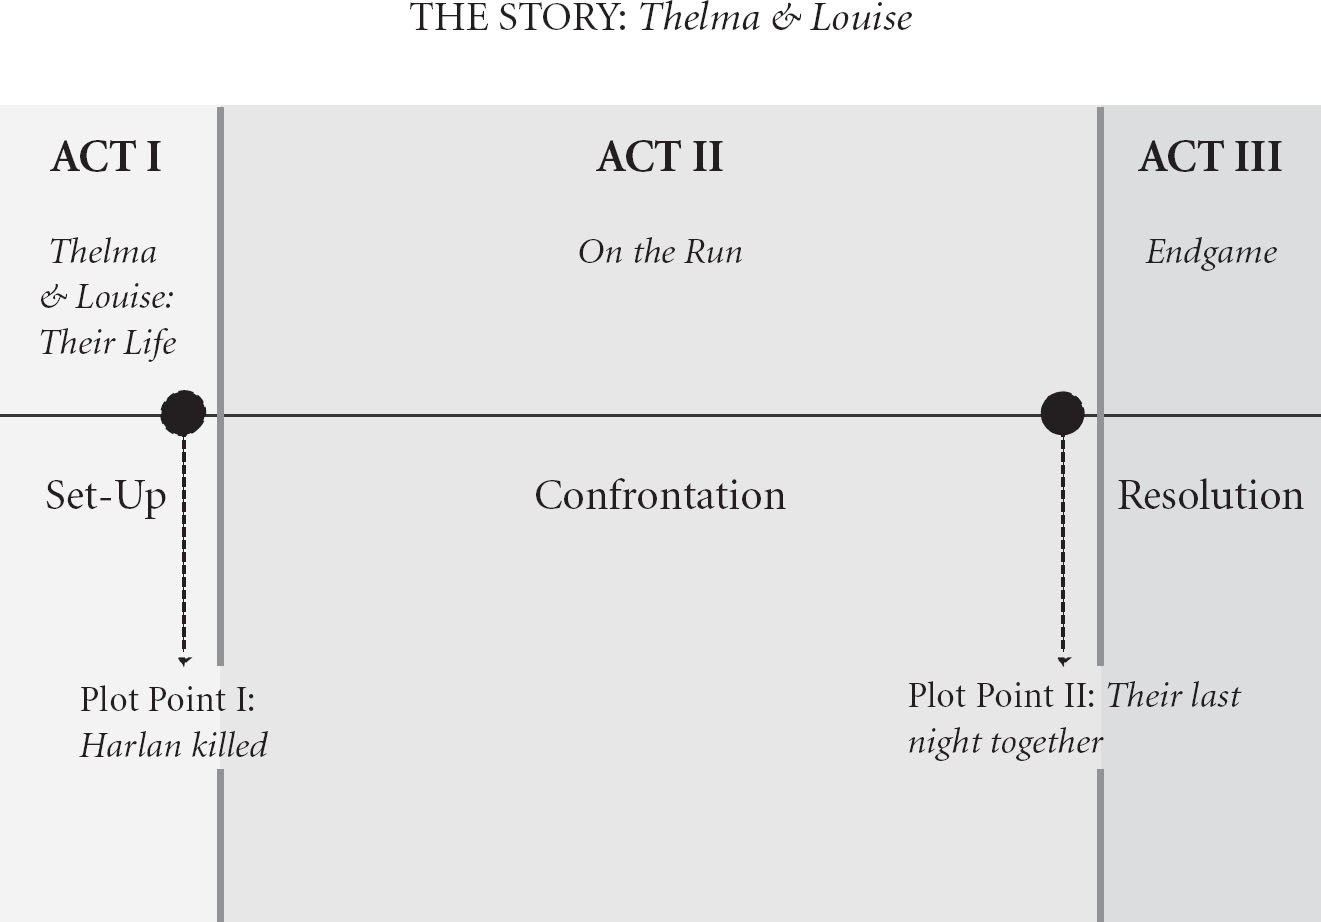 THE STORY: Thelma & Louise
ACT I
ACT II
ACT III
Thelma
& Louise:
Their Life
On the Run
Endgame
Set-Up
Confrontation
Resolution
Plot Point I:
Harlan killed
Plot Point II: Their last
night together